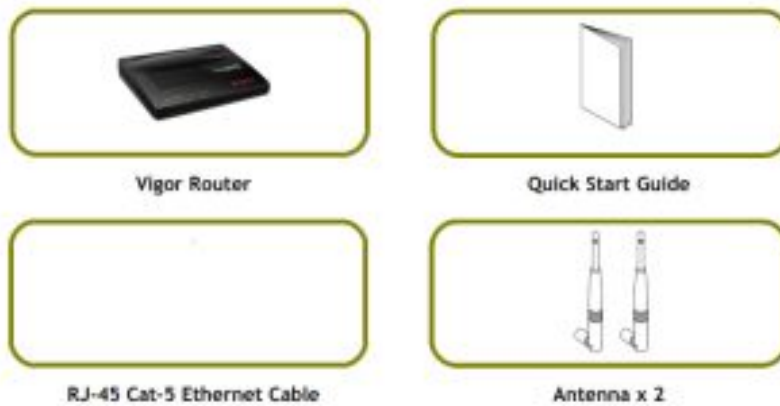 Vigor Router
Quick Start Guide
RJ-45 Cat-5 Ethernet Cable
Antenna x 2